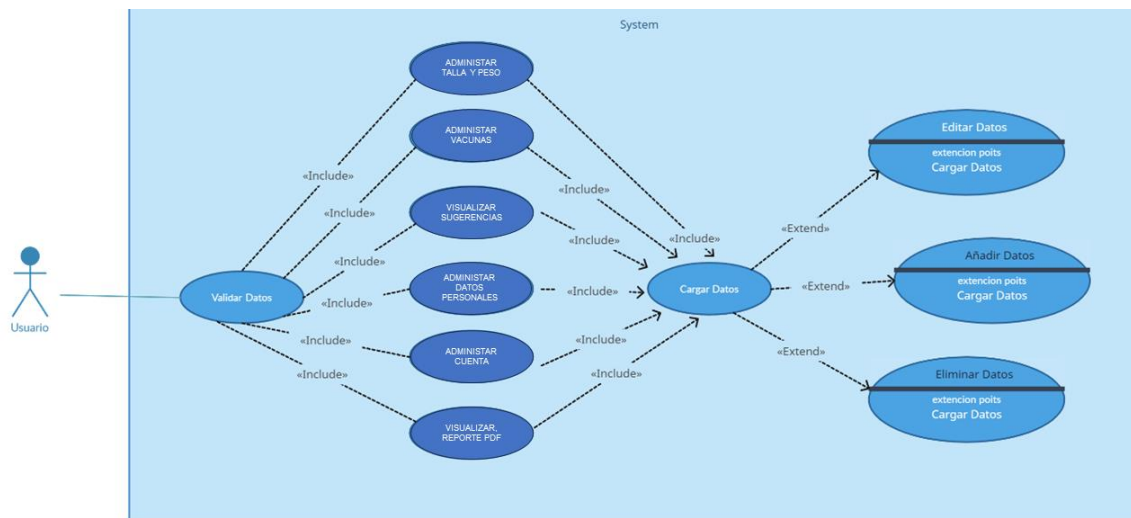 System
ADMINISTAR
TALLA Y PESO
ADMINISTAR
VACUNAS
VISUALIZAR
SUGERENCIAS
ADMINISTAR
DATOS
PERSONALES
ADMINISTAR
CUENTA
VISUALIZAR,
REPORTE PDF
Usuario
Validar Datos
«Include»
«Include»
«Include»
«Include»
«Include»
«Include»
«Include»
«Include»
«Include»
«Include»
«Include»
«Include»
Cargar Datos
«Extend»
«Extend»
«Extend»
Editar Datos
extencion poits
Cargar Datos
Añadir Datos
extencion poits
Cargar Datos
Eliminar Datos
extencion poits
Cargar Datos